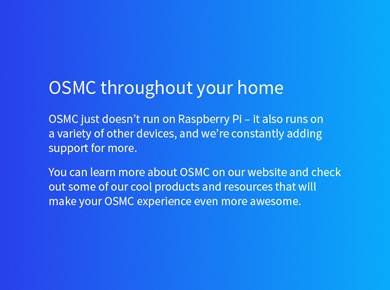 OSMC throughout your home
OSMC just doesn't run on Raspberry Pi – it also runs on
a variety of other devices, and we're constantly adding
support for more.
You can learn more about OSMC on our website and check
out some of our cool products and resources that will
make your OSMC experience even more awesome.